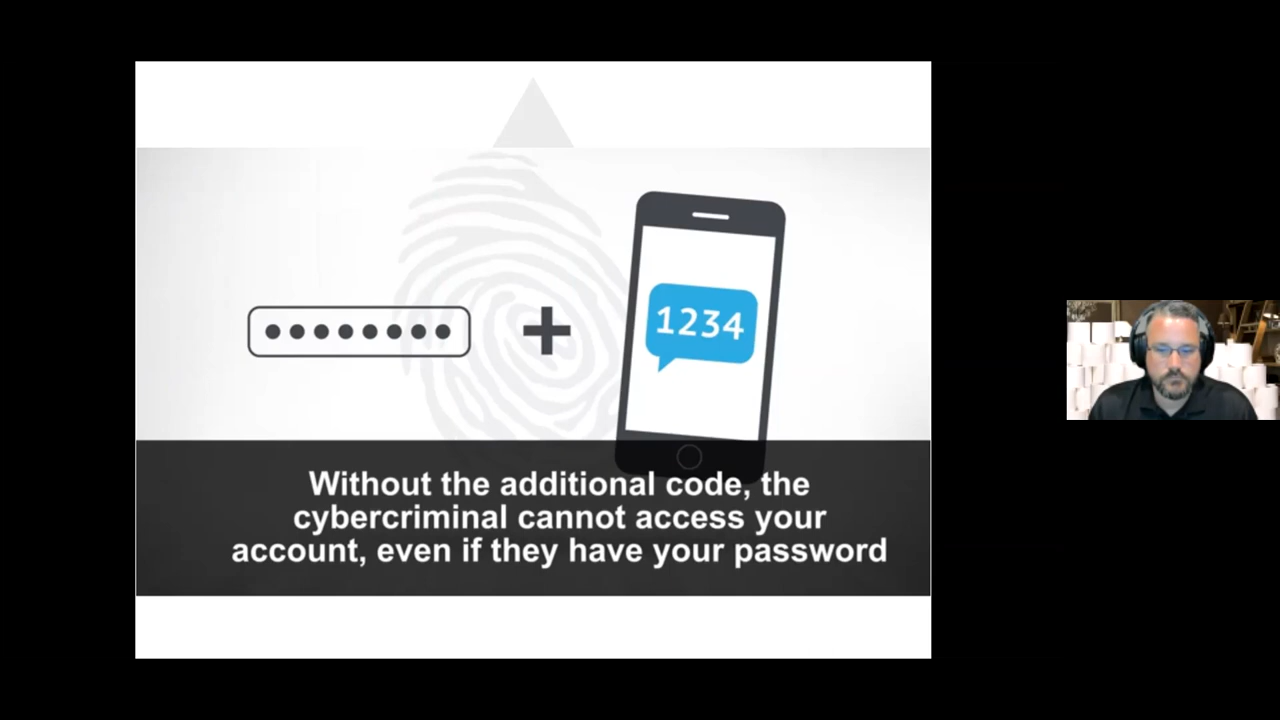 1234
Without the additional code, the
cybercriminal cannot access your
account, even if they have your password